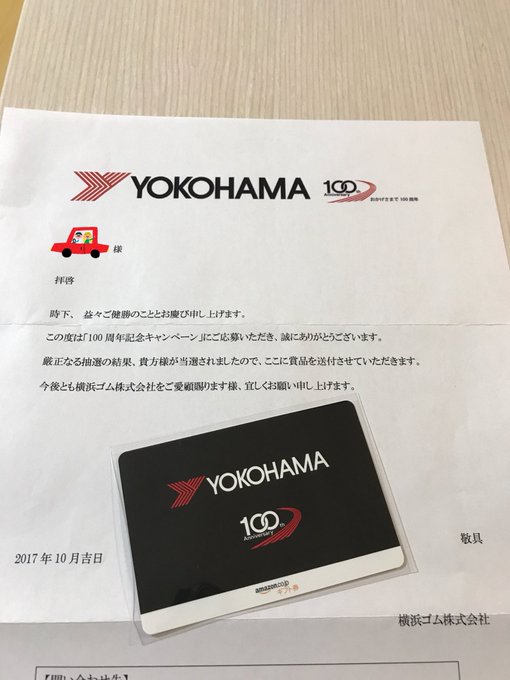 YOKOHAMA
100th
Anniversary
おかげさまで100周年
様
拝啓
時下、益々ご健勝のこととお慶び申し上げます。
この度は「100周年記念キャンペーン」にご応募いただき、誠にありがとうございます。
厳正なる抽選の結果、貴方様が当選されましたので、ここに賞品を送付させていただきます。
今後とも横浜ゴム株式会社をご愛顧賜ります様、宜しくお願い申し上げます。
YOKOHAMA
100th
Anniversary
amazon.co.jp
ギフト券
敬具
2017年10月吉日
横浜ゴム株式会社
【問い合わせ先】